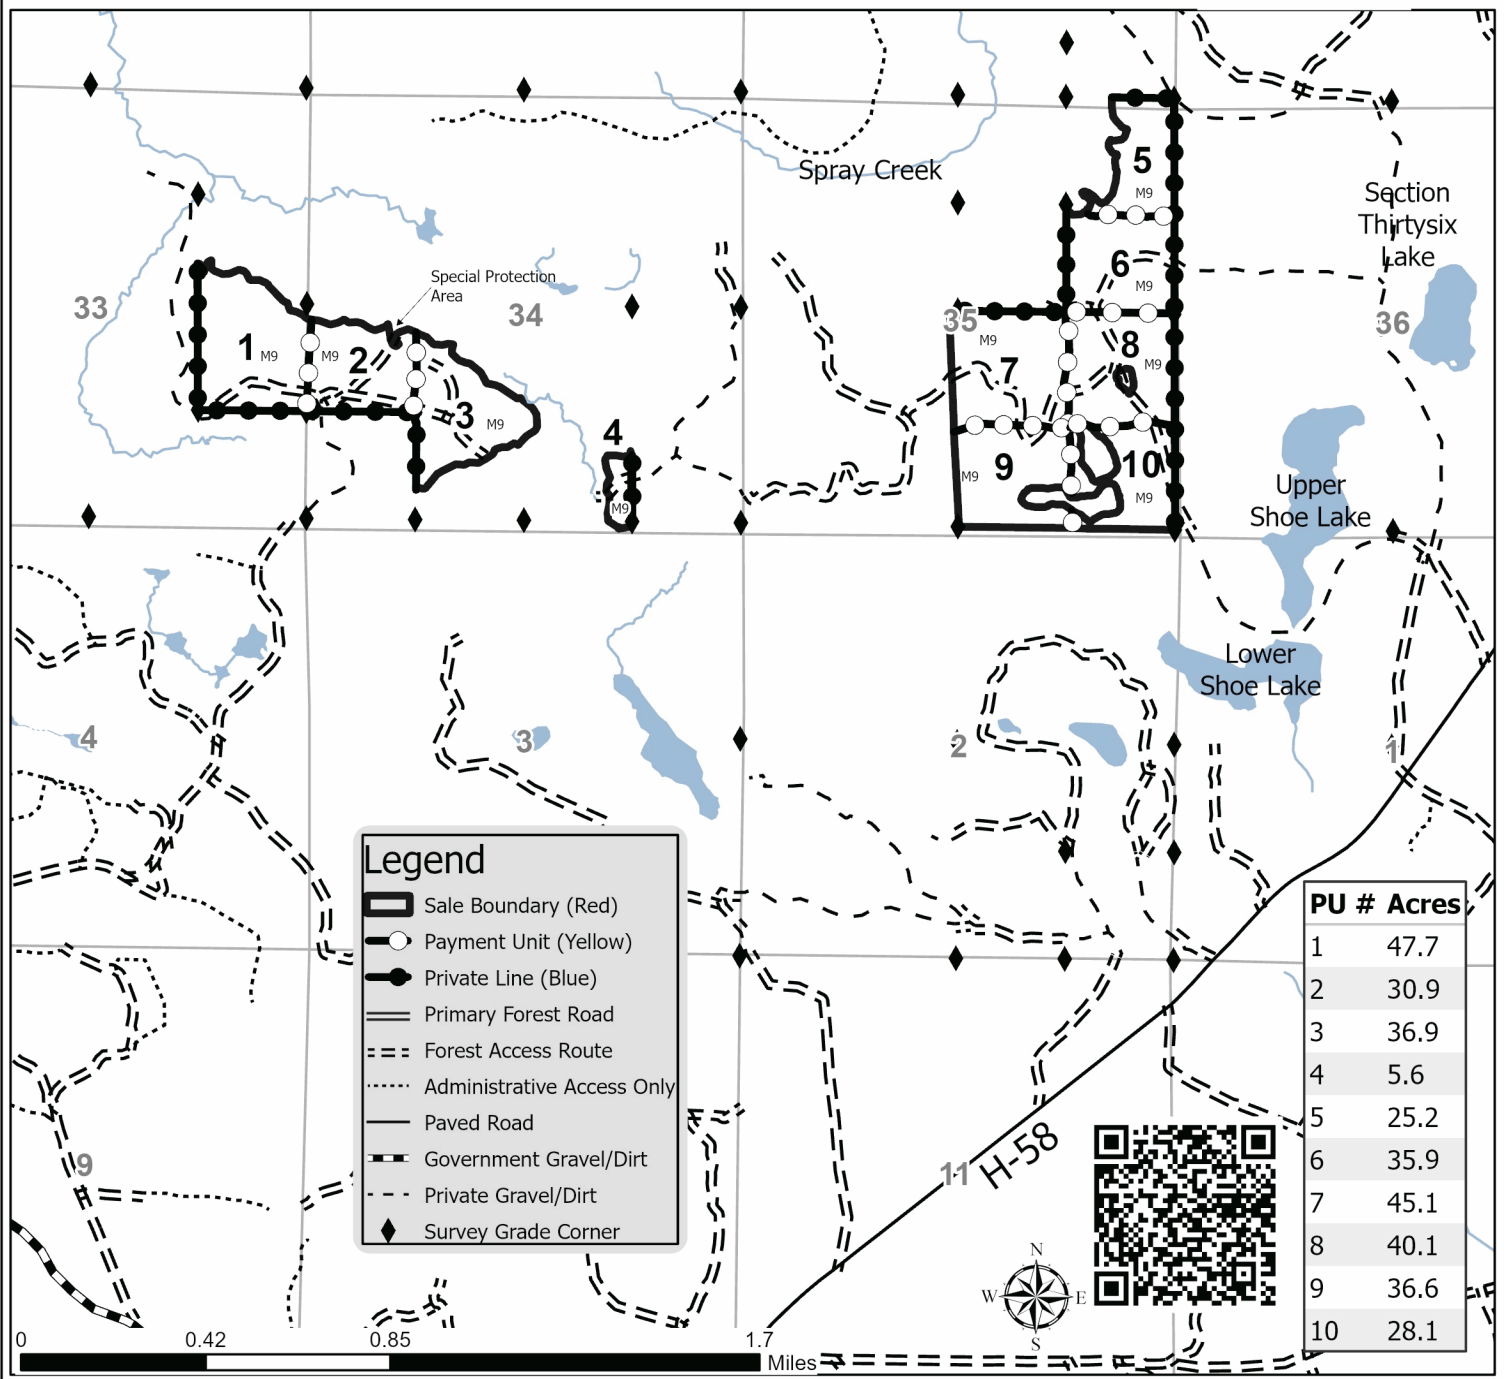 Spray Creek
5
M9
Section
Thirtysix
Lake
6
M9
Special Protection
Area
33
34
35
36
1
M9
M9
2
3
M9
M9
7
8
M9
4
M9
9
M9
10
M9
Upper
Shoe Lake
Lower
Shoe Lake
4
3
2
1
Legend
Sale Boundary (Red)
Payment Unit (Yellow)
Private Line (Blue)
Primary Forest Road
Forest Access Route
Administrative Access Only
Paved Road
Government Gravel/Dirt
Private Gravel/Dirt
Survey Grade Corner
PU # Acres
1 47.7
2 30.9
3 36.9
4 5.6
5 25.2
6 35.9
7 45.1
8 40.1
9 36.6
10 28.1
9
11
H-58
N
W E
S
0 0.42 0.85 1.7
Miles